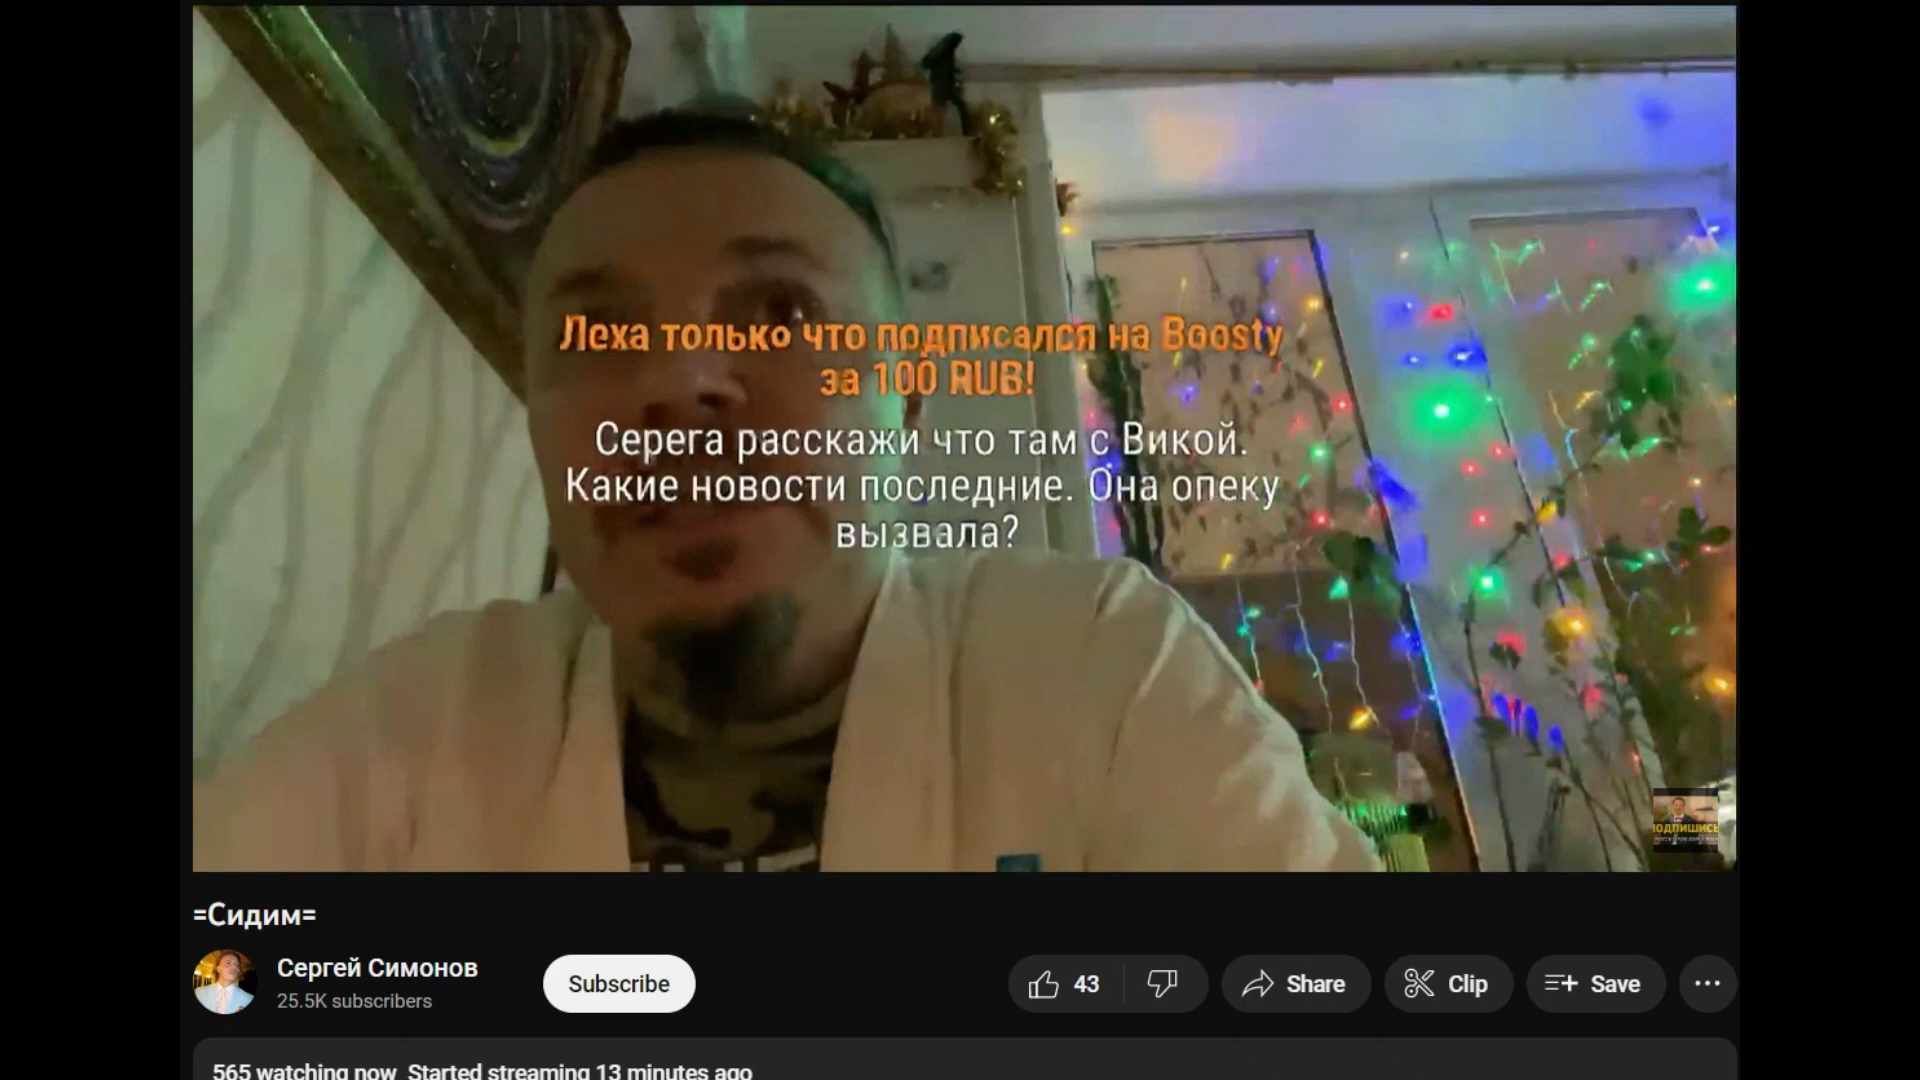 Леха только что подписался на Boosty
за 100 RUB!
Серега расскажи что там с Викой.
Какие новости последние. Она опеку
вызвала?
ПОДПИШИСЬ
=Сидим=
Сергей Симонов
25.5K subscribers
Subscribe
43
Share
Clip
Save
565 watching now Started streaming 13 minutes ago